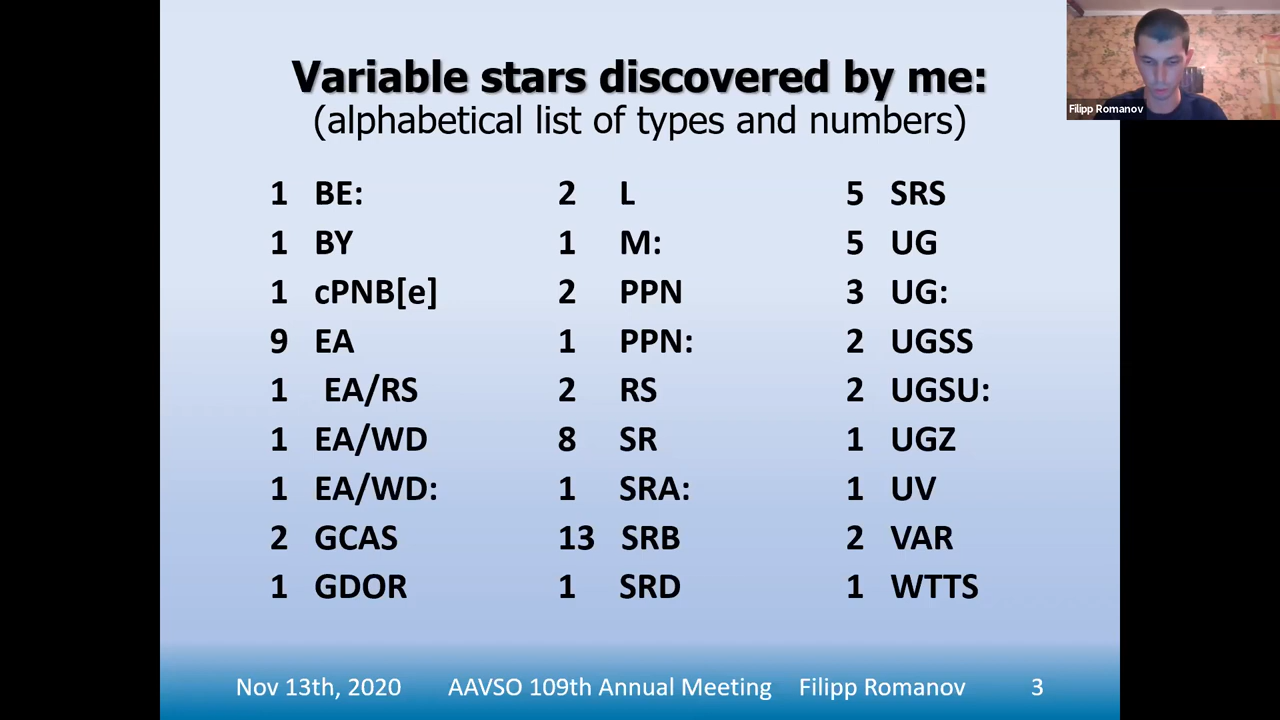 Variable stars discovered by me:
(alphabetical list of types and numbers)
Filipp Romanov
1 BE:
1 BY
1 cPNB[e]
9 EA
1 EA/RS
1 EA/WD
1 EA/WD:
2 GCAS
1 GDOR
2 L
1 M:
2 PPN
1 PPN:
2 RS
8 SR
1 SRA:
13 SRB
1 SRD
5 SRS
5 UG
3 UG:
2 UGSS
2 UGSU:
1 UGZ
1 UV
2 VAR
1 WTTS
Nov 13th, 2020 AAVSO 109th Annual Meeting Filipp Romanov 3